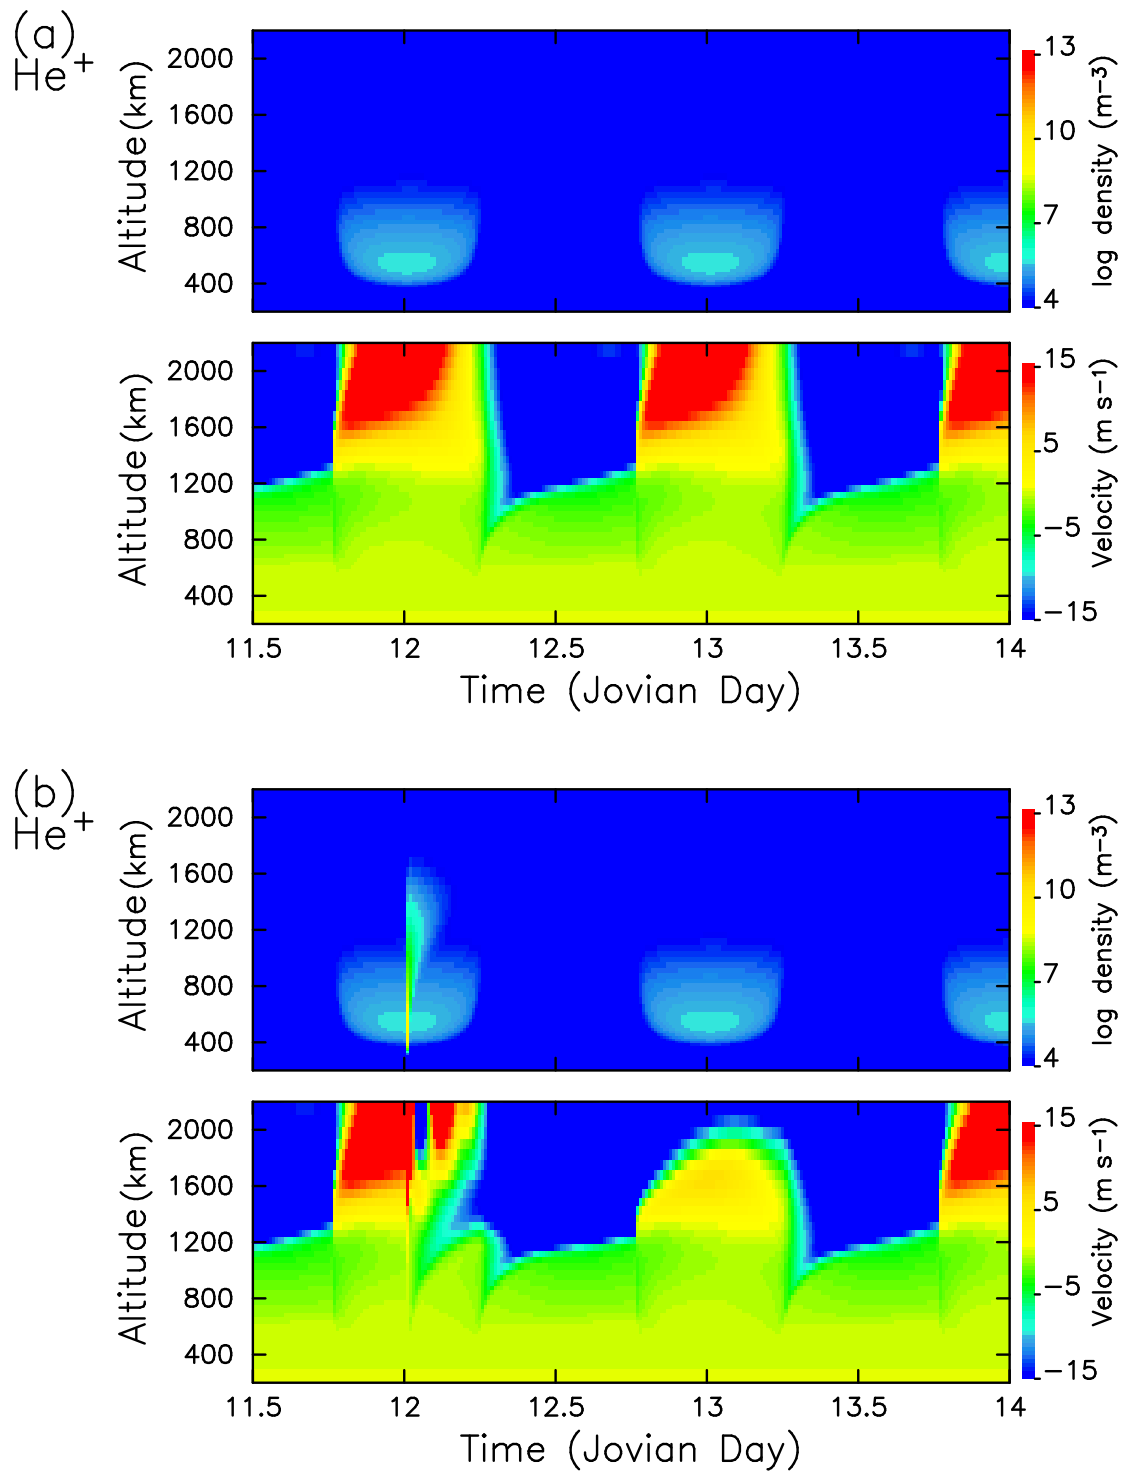 (a)
He+
2000
1600
1200
800
400
Altitude(km)
13
10
7
4
log density (m−3)
2000
1600
1200
800
400
Altitude(km)
15
5
−5
−15
Velocity (m s−1)
11.5 12 12.5 13 13.5 14
Time (Jovian Day)
(b)
He+
2000
1600
1200
800
400
Altitude(km)
13
10
7
4
log density (m−3)
2000
1600
1200
800
400
Altitude(km)
15
5
−5
−15
Velocity (m s−1)
11.5 12 12.5 13 13.5 14
Time (Jovian Day)